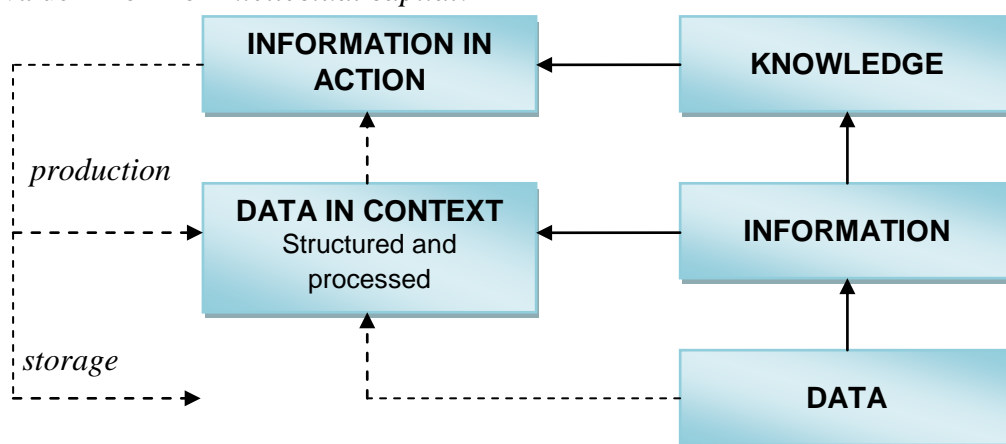 INFORMATION IN
ACTION
KNOWLEDGE
production
DATA IN CONTEXT
Structured and
processed
INFORMATION
storage
DATA